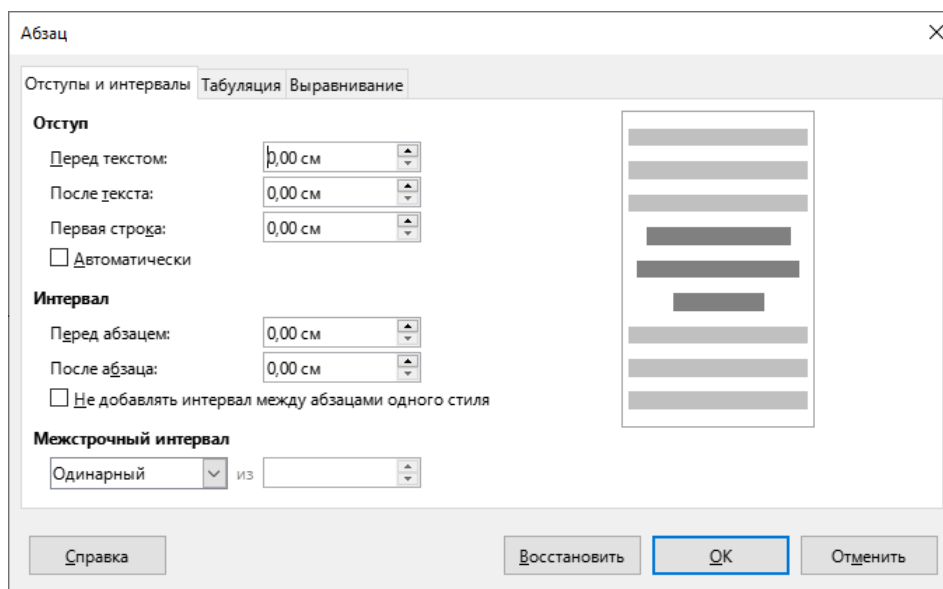 Абзац
Отступы и интервалы Табуляция Выравнивание
Отступ
Перед текстом: 0,00 см
После текста: 0,00 см
Первая строка: 0,00 см
Автоматически
Интервал
Перед абзацем: 0,00 см
После абзаца: 0,00 см
Не добавлять интервал между абзацами одного стиля
Межстрочный интервал
Одинарный из
Справка Восстановить OK Отменить